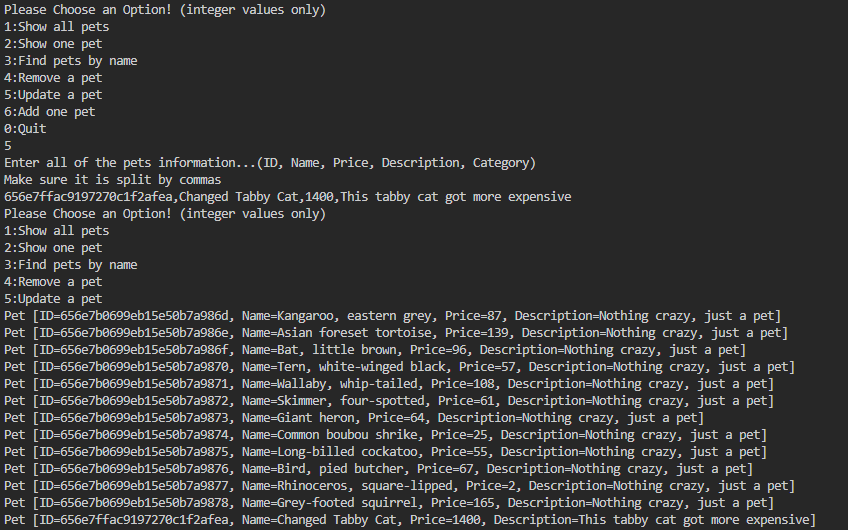 Please Choose an Option! (integer values only)
1:Show all pets
2:Show one pet
3:Find pets by name
4:Remove a pet
5:Update a pet
6:Add one pet
0:Quit
5
Enter all of the pets information...(ID, Name, Price, Description, Category)
Make sure it is split by commas
656e7ffac9197270c1f2afea,Changed Tabby Cat,1400,This tabby cat got more expensive
Please Choose an Option! (integer values only)
1:Show all pets
2:Show one pet
3:Find pets by name
4:Remove a pet
5:Update a pet
Pet [ID=656e7b0699eb15e50b7a986d, Name=Kangaroo, eastern grey, Price=87, Description=Nothing crazy, just a pet]
Pet [ID=656e7b0699eb15e50b7a986e, Name=Asian foreset tortoise, Price=139, Description=Nothing crazy, just a pet]
Pet [ID=656e7b0699eb15e50b7a986f, Name=Bat, little brown, Price=96, Description=Nothing crazy, just a pet]
Pet [ID=656e7b0699eb15e50b7a9870, Name=Tern, white-winged black, Price=57, Description=Nothing crazy, just a pet]
Pet [ID=656e7b0699eb15e50b7a9871, Name=Wallaby, whip-tailed, Price=108, Description=Nothing crazy, just a pet]
Pet [ID=656e7b0699eb15e50b7a9872, Name=Skimmer, four-spotted, Price=61, Description=Nothing crazy, just a pet]
Pet [ID=656e7b0699eb15e50b7a9873, Name=Giant heron, Price=64, Description=Nothing crazy, just a pet]
Pet [ID=656e7b0699eb15e50b7a9874, Name=Common boubou shrike, Price=25, Description=Nothing crazy, just a pet]
Pet [ID=656e7b0699eb15e50b7a9875, Name=Long-billed cockatoo, Price=55, Description=Nothing crazy, just a pet]
Pet [ID=656e7b0699eb15e50b7a9876, Name=Bird, pied butcher, Price=67, Description=Nothing crazy, just a pet]
Pet [ID=656e7b0699eb15e50b7a9877, Name=Rhinoceros, square-lipped, Price=2, Description=Nothing crazy, just a pet]
Pet [ID=656e7b0699eb15e50b7a9878, Name=Grey-footed squirrel, Price=165, Description=Nothing crazy, just a pet]
Pet [ID=656e7ffac9197270c1f2afea, Name=Changed Tabby Cat, Price=1400, Description=This tabby cat got more expensive]